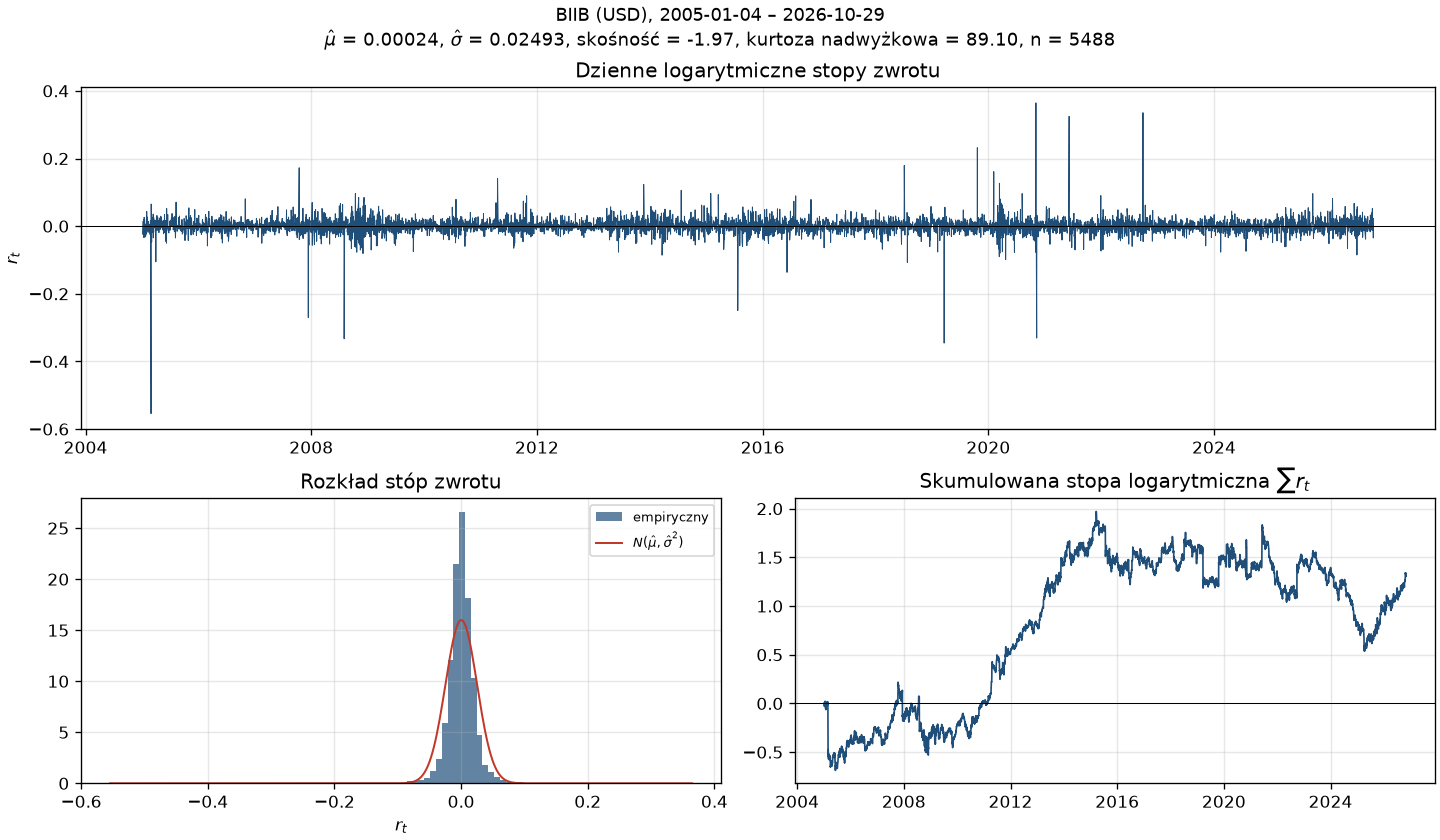 BIIB (USD), 2005-01-04 – 2026-10-29
μ̂ = 0.00024, σ̂ = 0.02493, skośność = -1.97, kurtoza nadwyżkowa = 89.10, n = 5488
Dzienne logarytmiczne stopy zwrotu
0.4
0.2
0.0
−0.2
−0.4
−0.6
r_t
2004 2008 2012 2016 2020 2024
Rozkład stóp zwrotu
25
20
15
10
5
0
empiryczny
N(μ̂, σ̂²)
−0.6 −0.4 −0.2 0.0 0.2 0.4
r_t
Skumulowana stopa logarytmiczna ∑r_t
2.0
1.5
1.0
0.5
0.0
−0.5
2004 2008 2012 2016 2020 2024